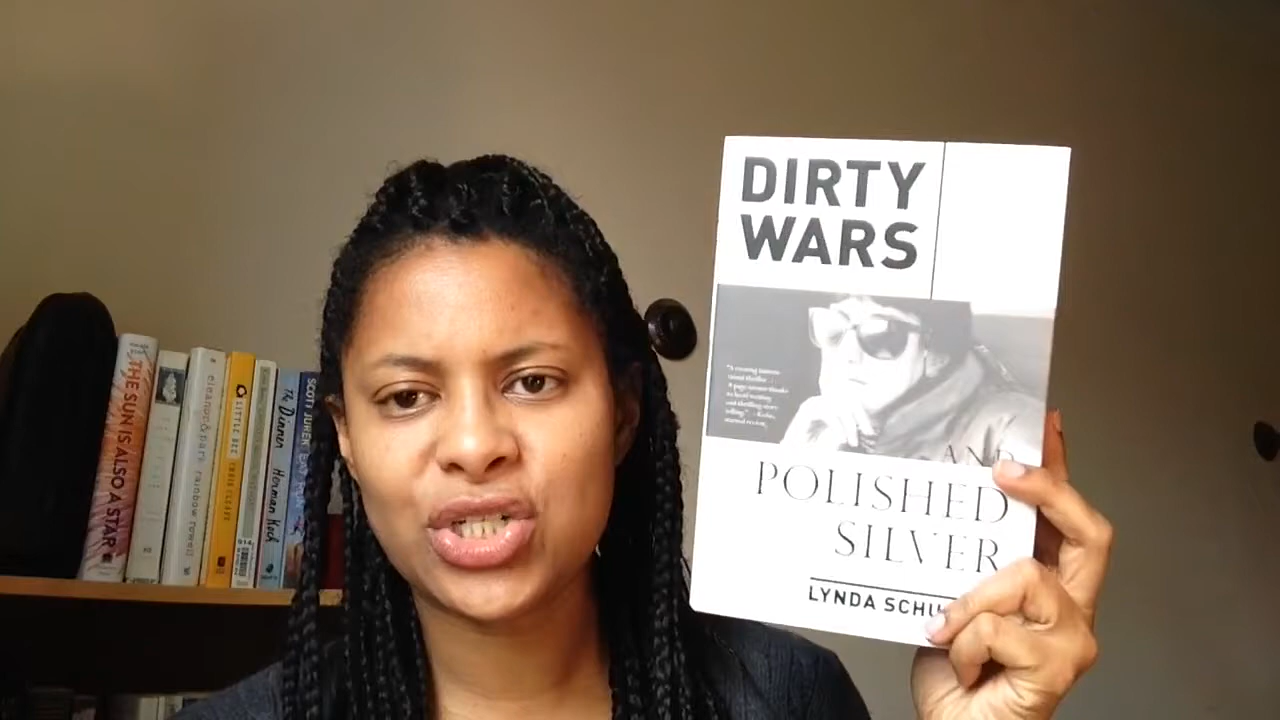 DIRTY
WARS
AND
POLISHED
SILVER
LYNDA SCHU
THE SUN IS ALSO A STAR
eleanor & park rainbow rowell
LITTLE BEE CHRIS CLEAVE
The Dinner Herman Koch
SCOTT JUREK EAT